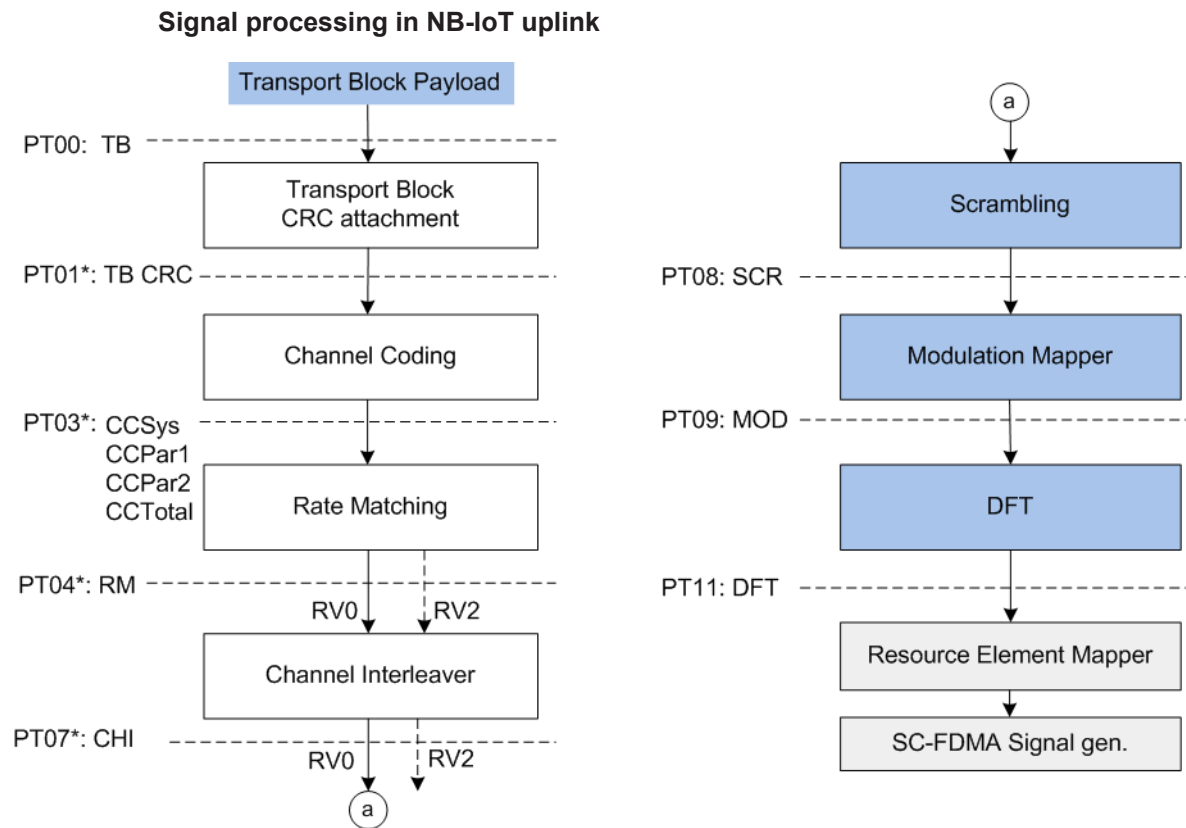 Signal processing in NB-IoT uplink
Transport Block Payload
PT00: TB
Transport Block
CRC attachment
PT01*: TB CRC
Channel Coding
PT03*: CCSys
CCPar1
CCPar2
CCTotal
Rate Matching
PT04*: RM
RV0
RV2
Channel Interleaver
PT07*: CHI
RV0
RV2
a
a
Scrambling
PT08: SCR
Modulation Mapper
PT09: MOD
DFT
PT11: DFT
Resource Element Mapper
SC-FDMA Signal gen.